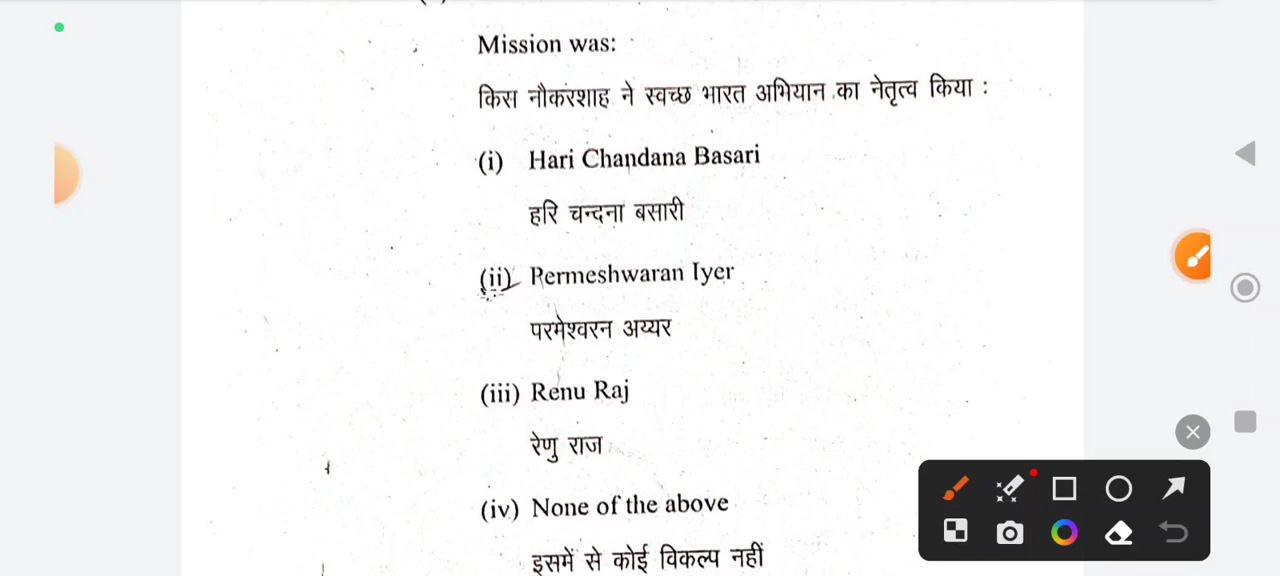 Mission was:
किस नौकरशाह ने स्वच्छ भारत अभियान का नेतृत्व किया :
(i) Hari Chandana Basari
हरि चन्दना बसारी
(ii) Permeshwaran Iyer
परमेश्वरन अय्यर
(iii) Renu Raj
रेणु राज
(iv) None of the above
इसमें से कोई विकल्प नहीं